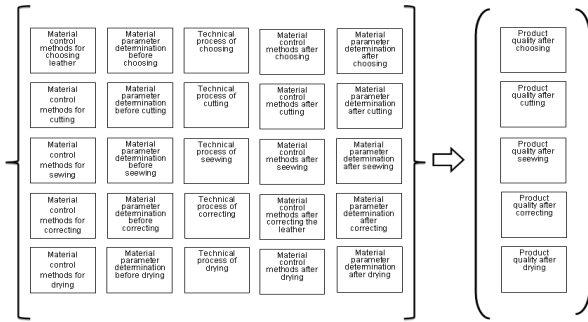 Material
control
methods for
choosing
leather
Material
parameter
determination
before
choosing
Technical
process of
choosing
Material
control
methods after
choosing
Material
parameter
determination
after
choosing
Product
quality after
choosing
Material
control
methods for
cutting
Material
parameter
determination
before cutting
Technical
process of
cutting
Material
control
methods after
cutting
Material
parameter
determination
after cutting
Product
quality after
cutting
Material
control
methods for
sewing
Material
parameter
determination
before
seewing
Technical
process of
seewing
Material
control
methods after
seewing
Material
parameter
determination
after seewing
Product
quality after
seewing
Material
control
methods for
correcting
Material
parameter
determination
before
correcting
Technical
process of
correcting
Material
control
methods after
correcting the
leather
Material
parameter
determination
after
correcting
Product
quality after
correcting
Material
control
methods for
drying
Material
parameter
determination
before drying
Technical
process of
drying
Material
control
methods after
drying
Material
parameter
determination
after drying
Product
quality after
drying